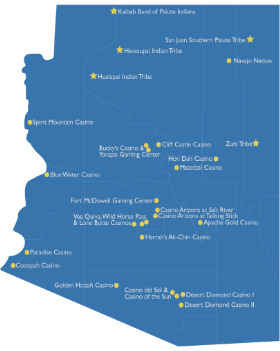 Kaibab Band of Paiute Indians
San Juan Southern Paiute Tribe
Havasupai Indian Tribe
Navajo Nation
Hualapai Indian Tribe
Spirit Mountain Casino
Bucky's Casino &
Yavapai Gaming Center
Cliff Castle Casino
Zuni Tribe
Hon Dah Casino
Mazatzal Casino
Blue Water Casino
Fort McDowell Gaming Center
Casino Arizona at Salt River
Casino Arizona at Talking Stick
Vee Quiva, Wild Horse Pass
& Lone Butte Casinos
Apache Gold Casino
Harrah's Ak-Chin Casino
Paradise Casino
Cocopah Casino
Golden Hasañ Casino
Casino del Sol &
Casino of the Sun
Desert Diamond Casino I
Desert Diamond Casino II